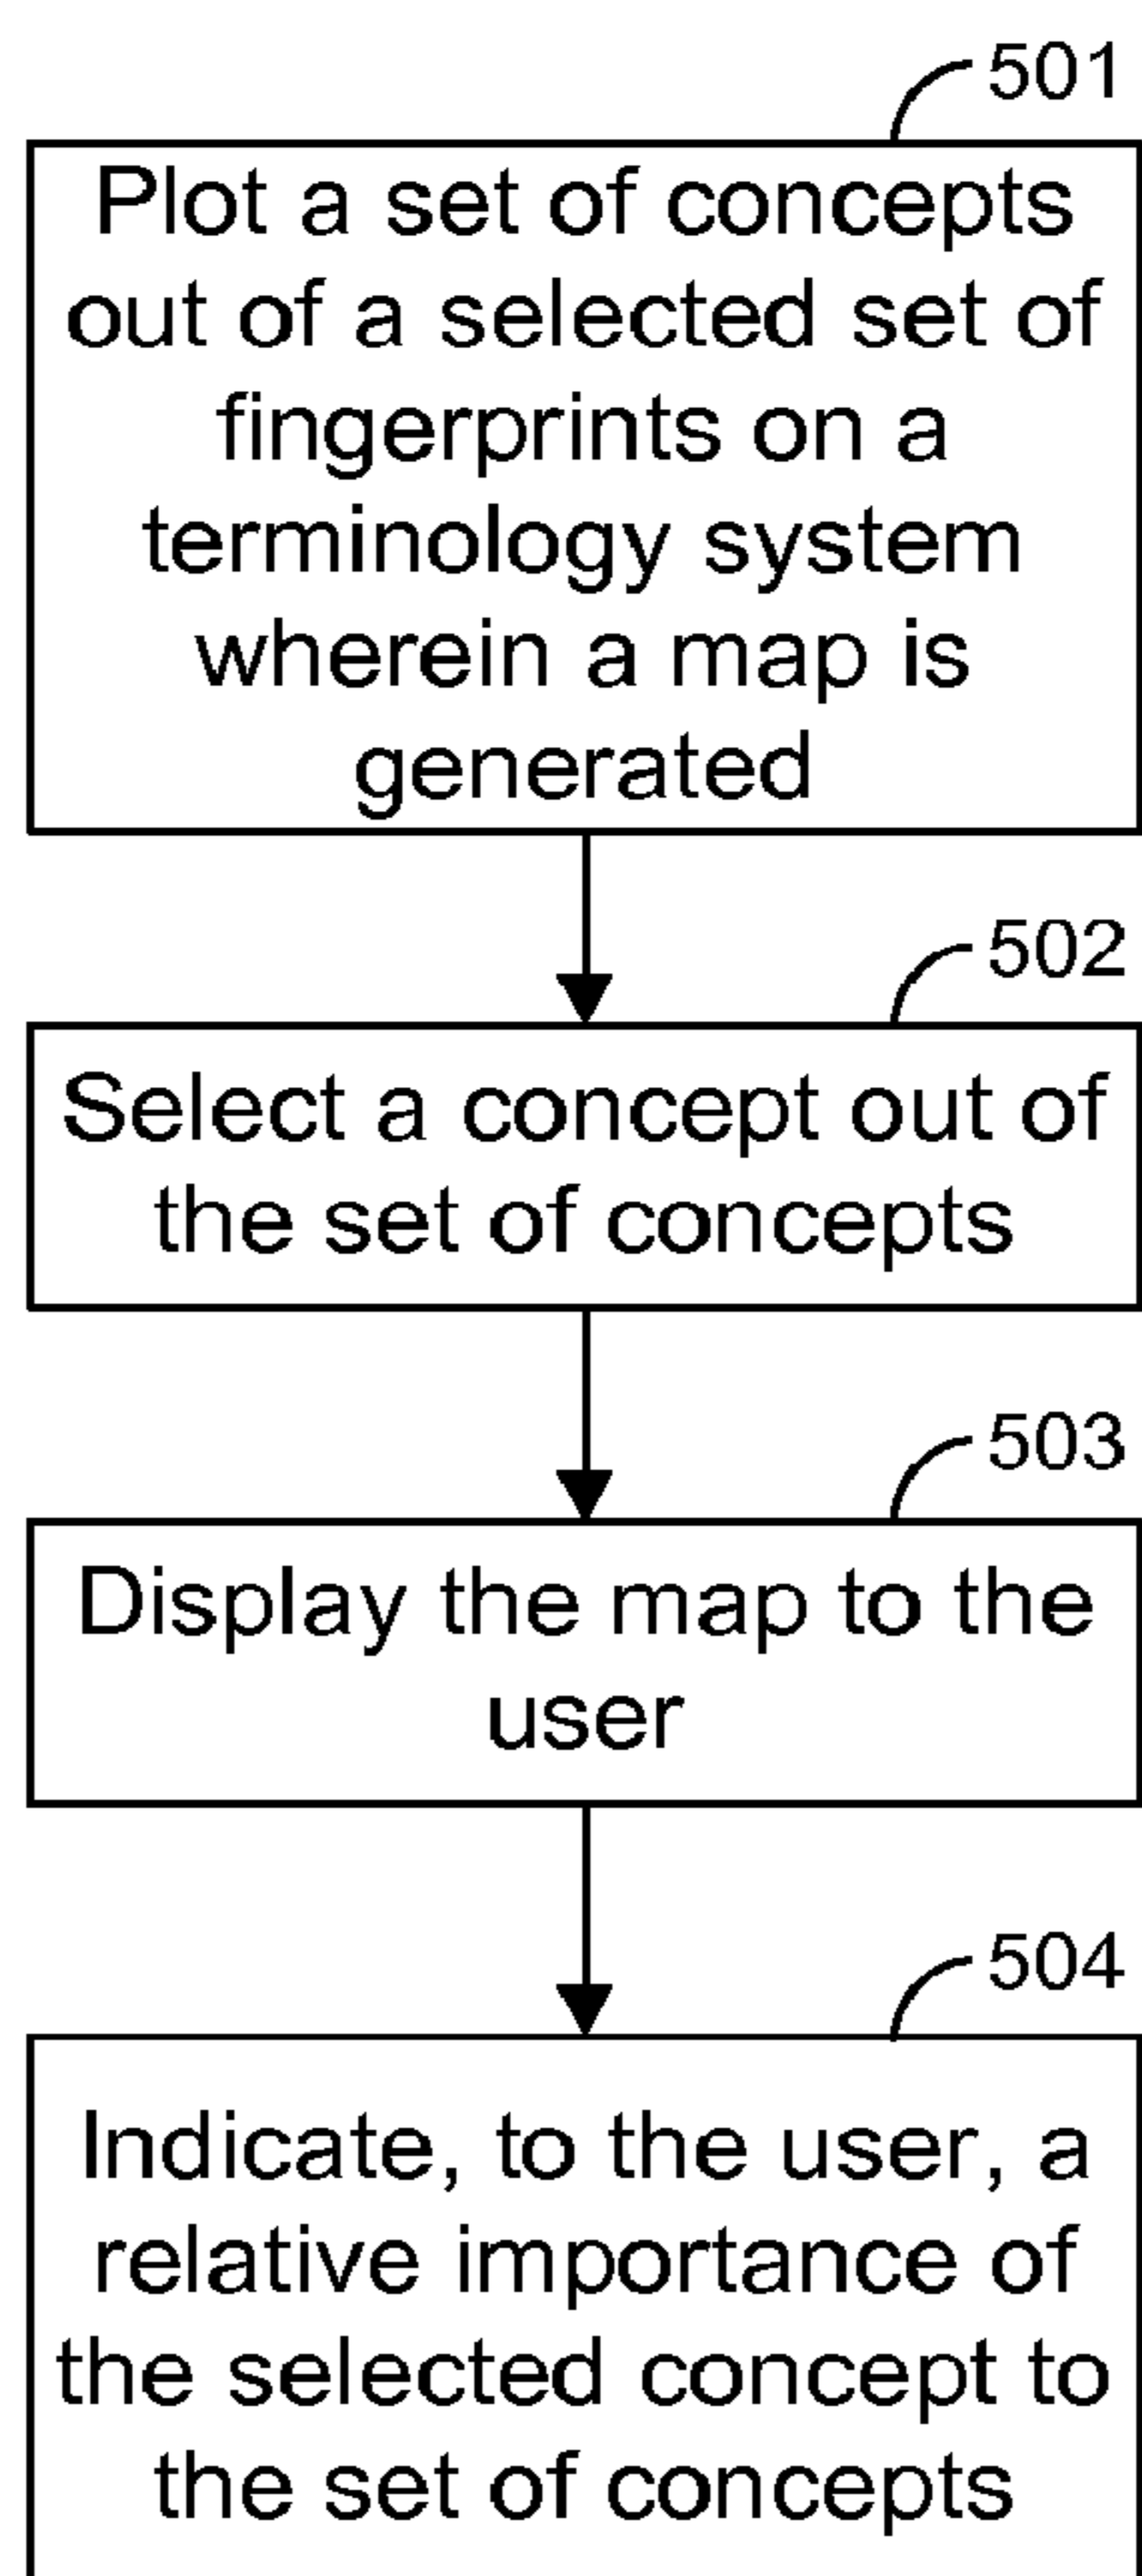 501
Plot a set of concepts
out of a selected set of
fingerprints on a
terminology system
wherein a map is
generated
502
Select a concept out of
the set of concepts
503
Display the map to the
user
504
Indicate, to the user, a
relative importance of
the selected concept to
the set of concepts